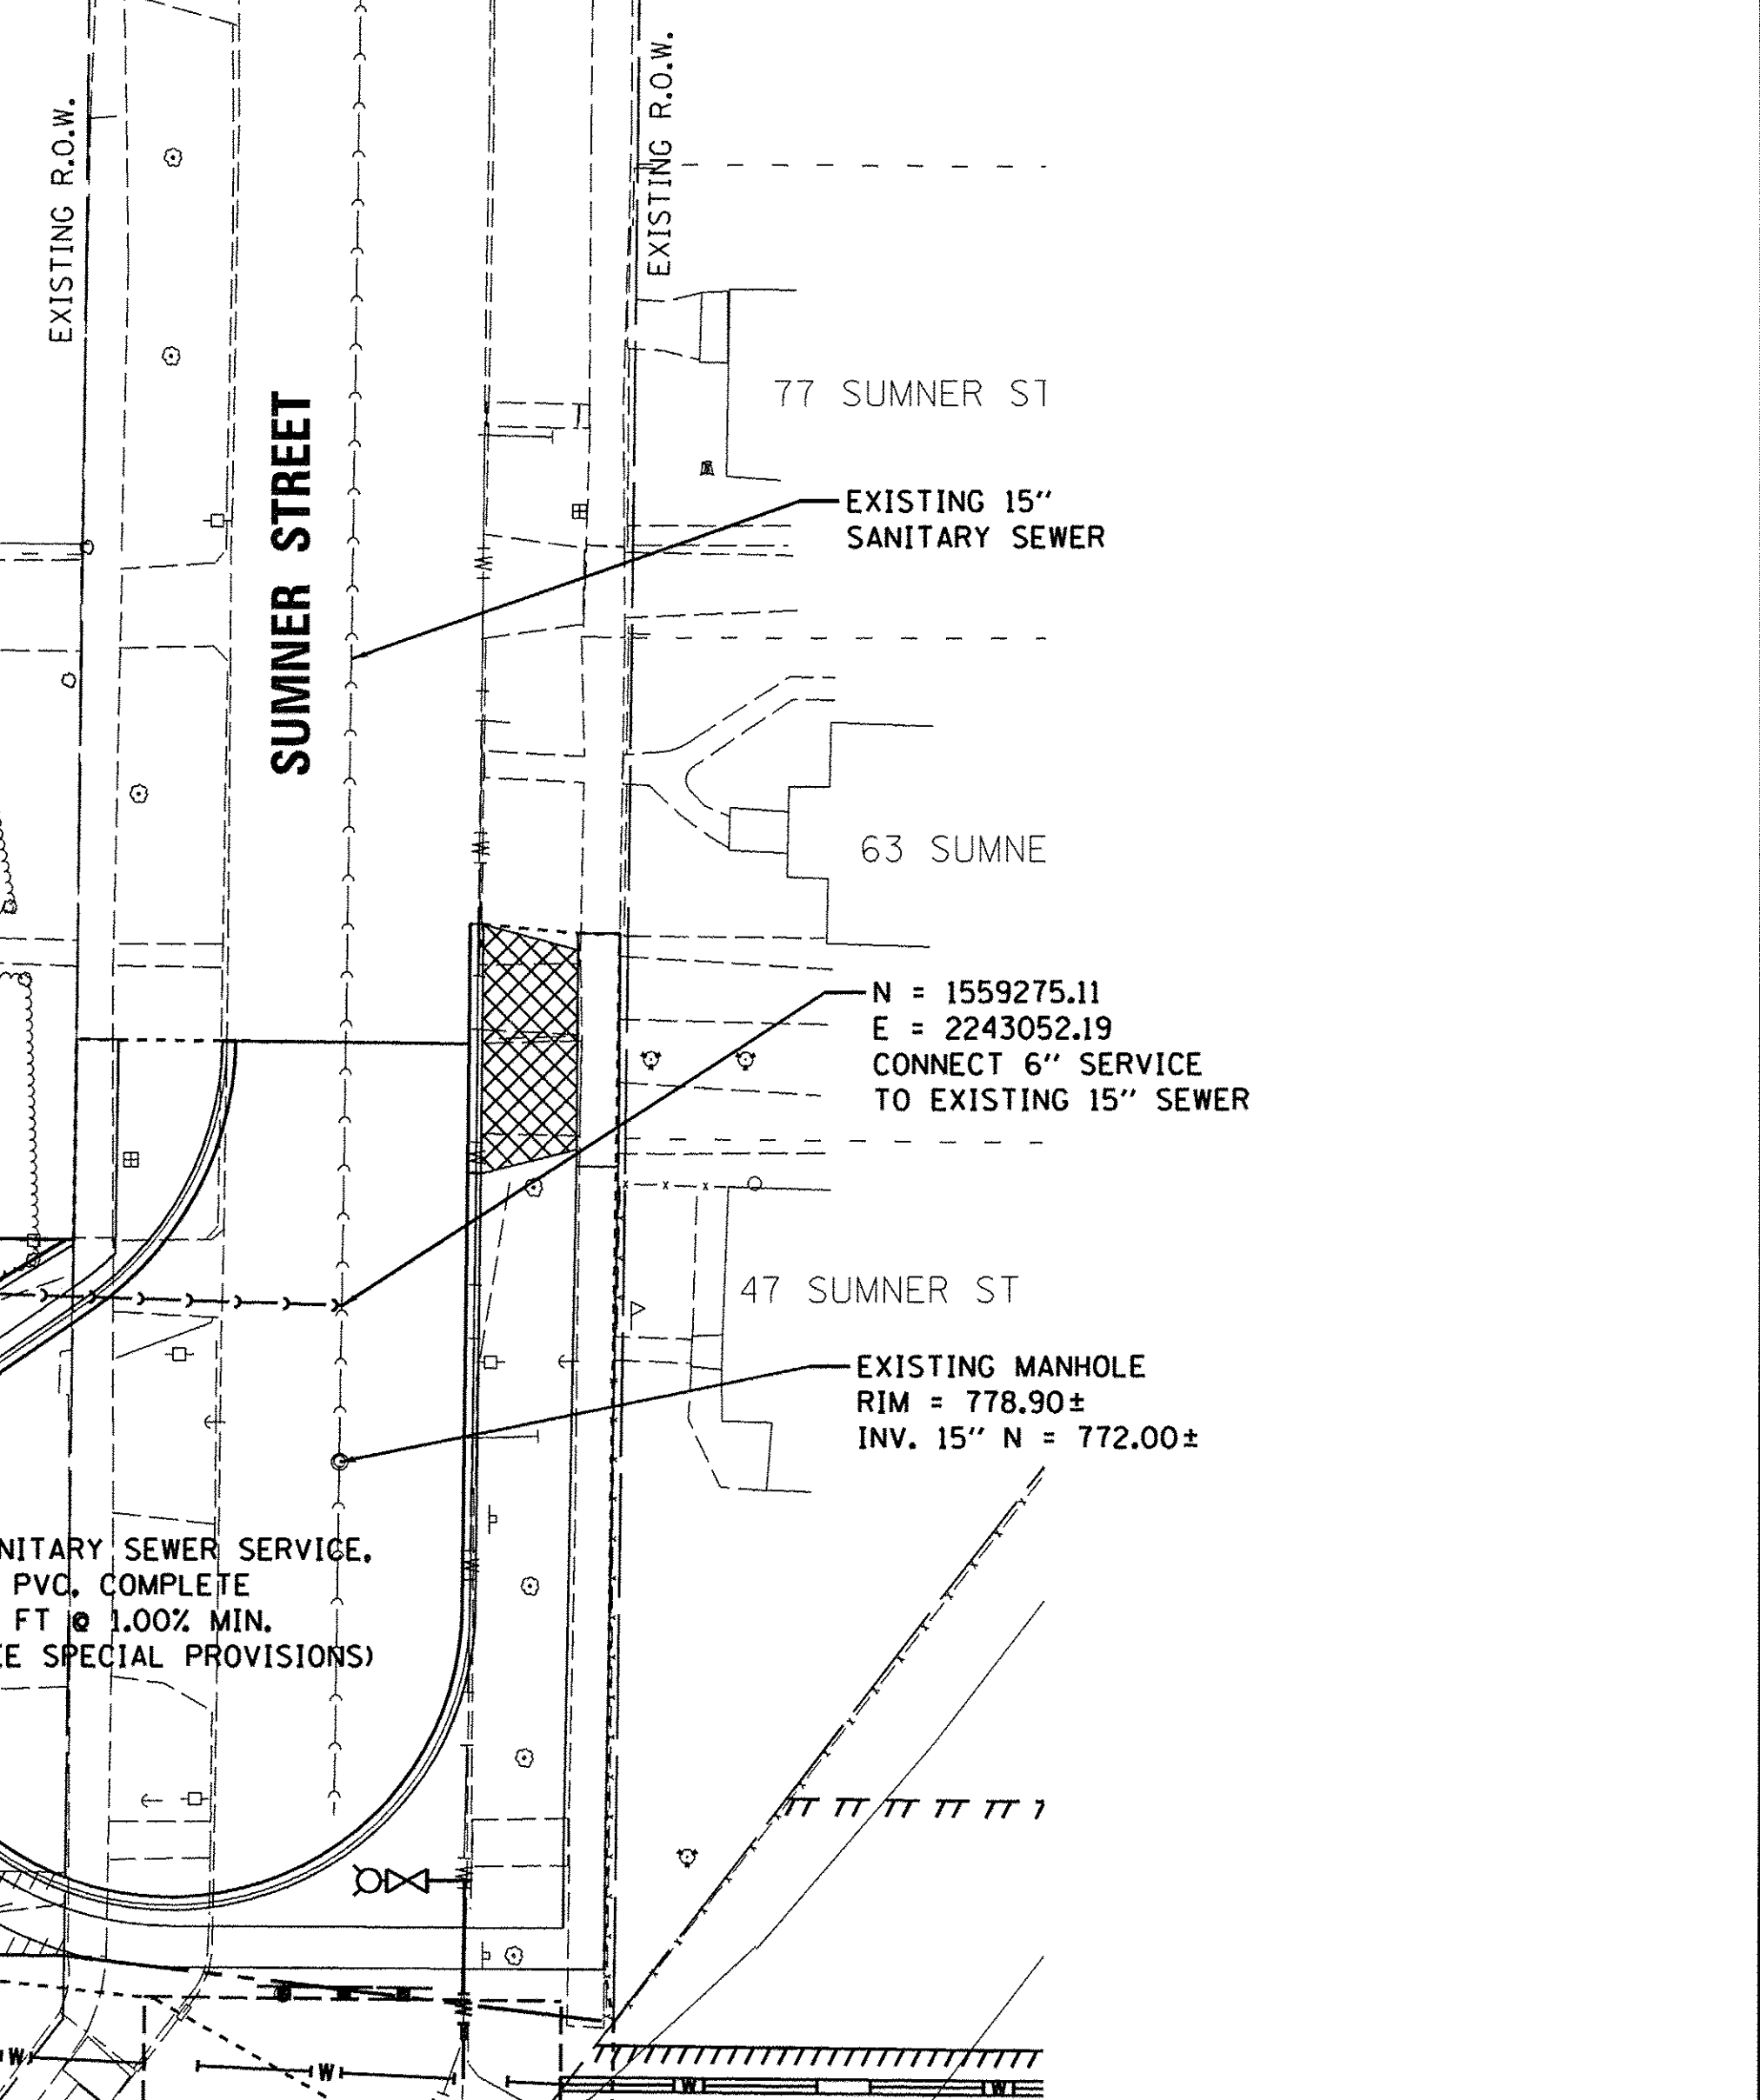 EXISTING R.O.W.
EXISTING R.O.W.
SUMNER STREET
77 SUMNER ST
EXISTING 15"
SANITARY SEWER
63 SUMNE
N = 1559275.11
E = 2243052.19
CONNECT 6" SERVICE
TO EXISTING 15" SEWER
47 SUMNER ST
EXISTING MANHOLE
RIM = 778.90±
INV. 15" N = 772.00±
NITARY SEWER SERVICE,
PVC, COMPLETE
FT @ 1.00% MIN.
EE SPECIAL PROVISIONS)
W
W
W
W